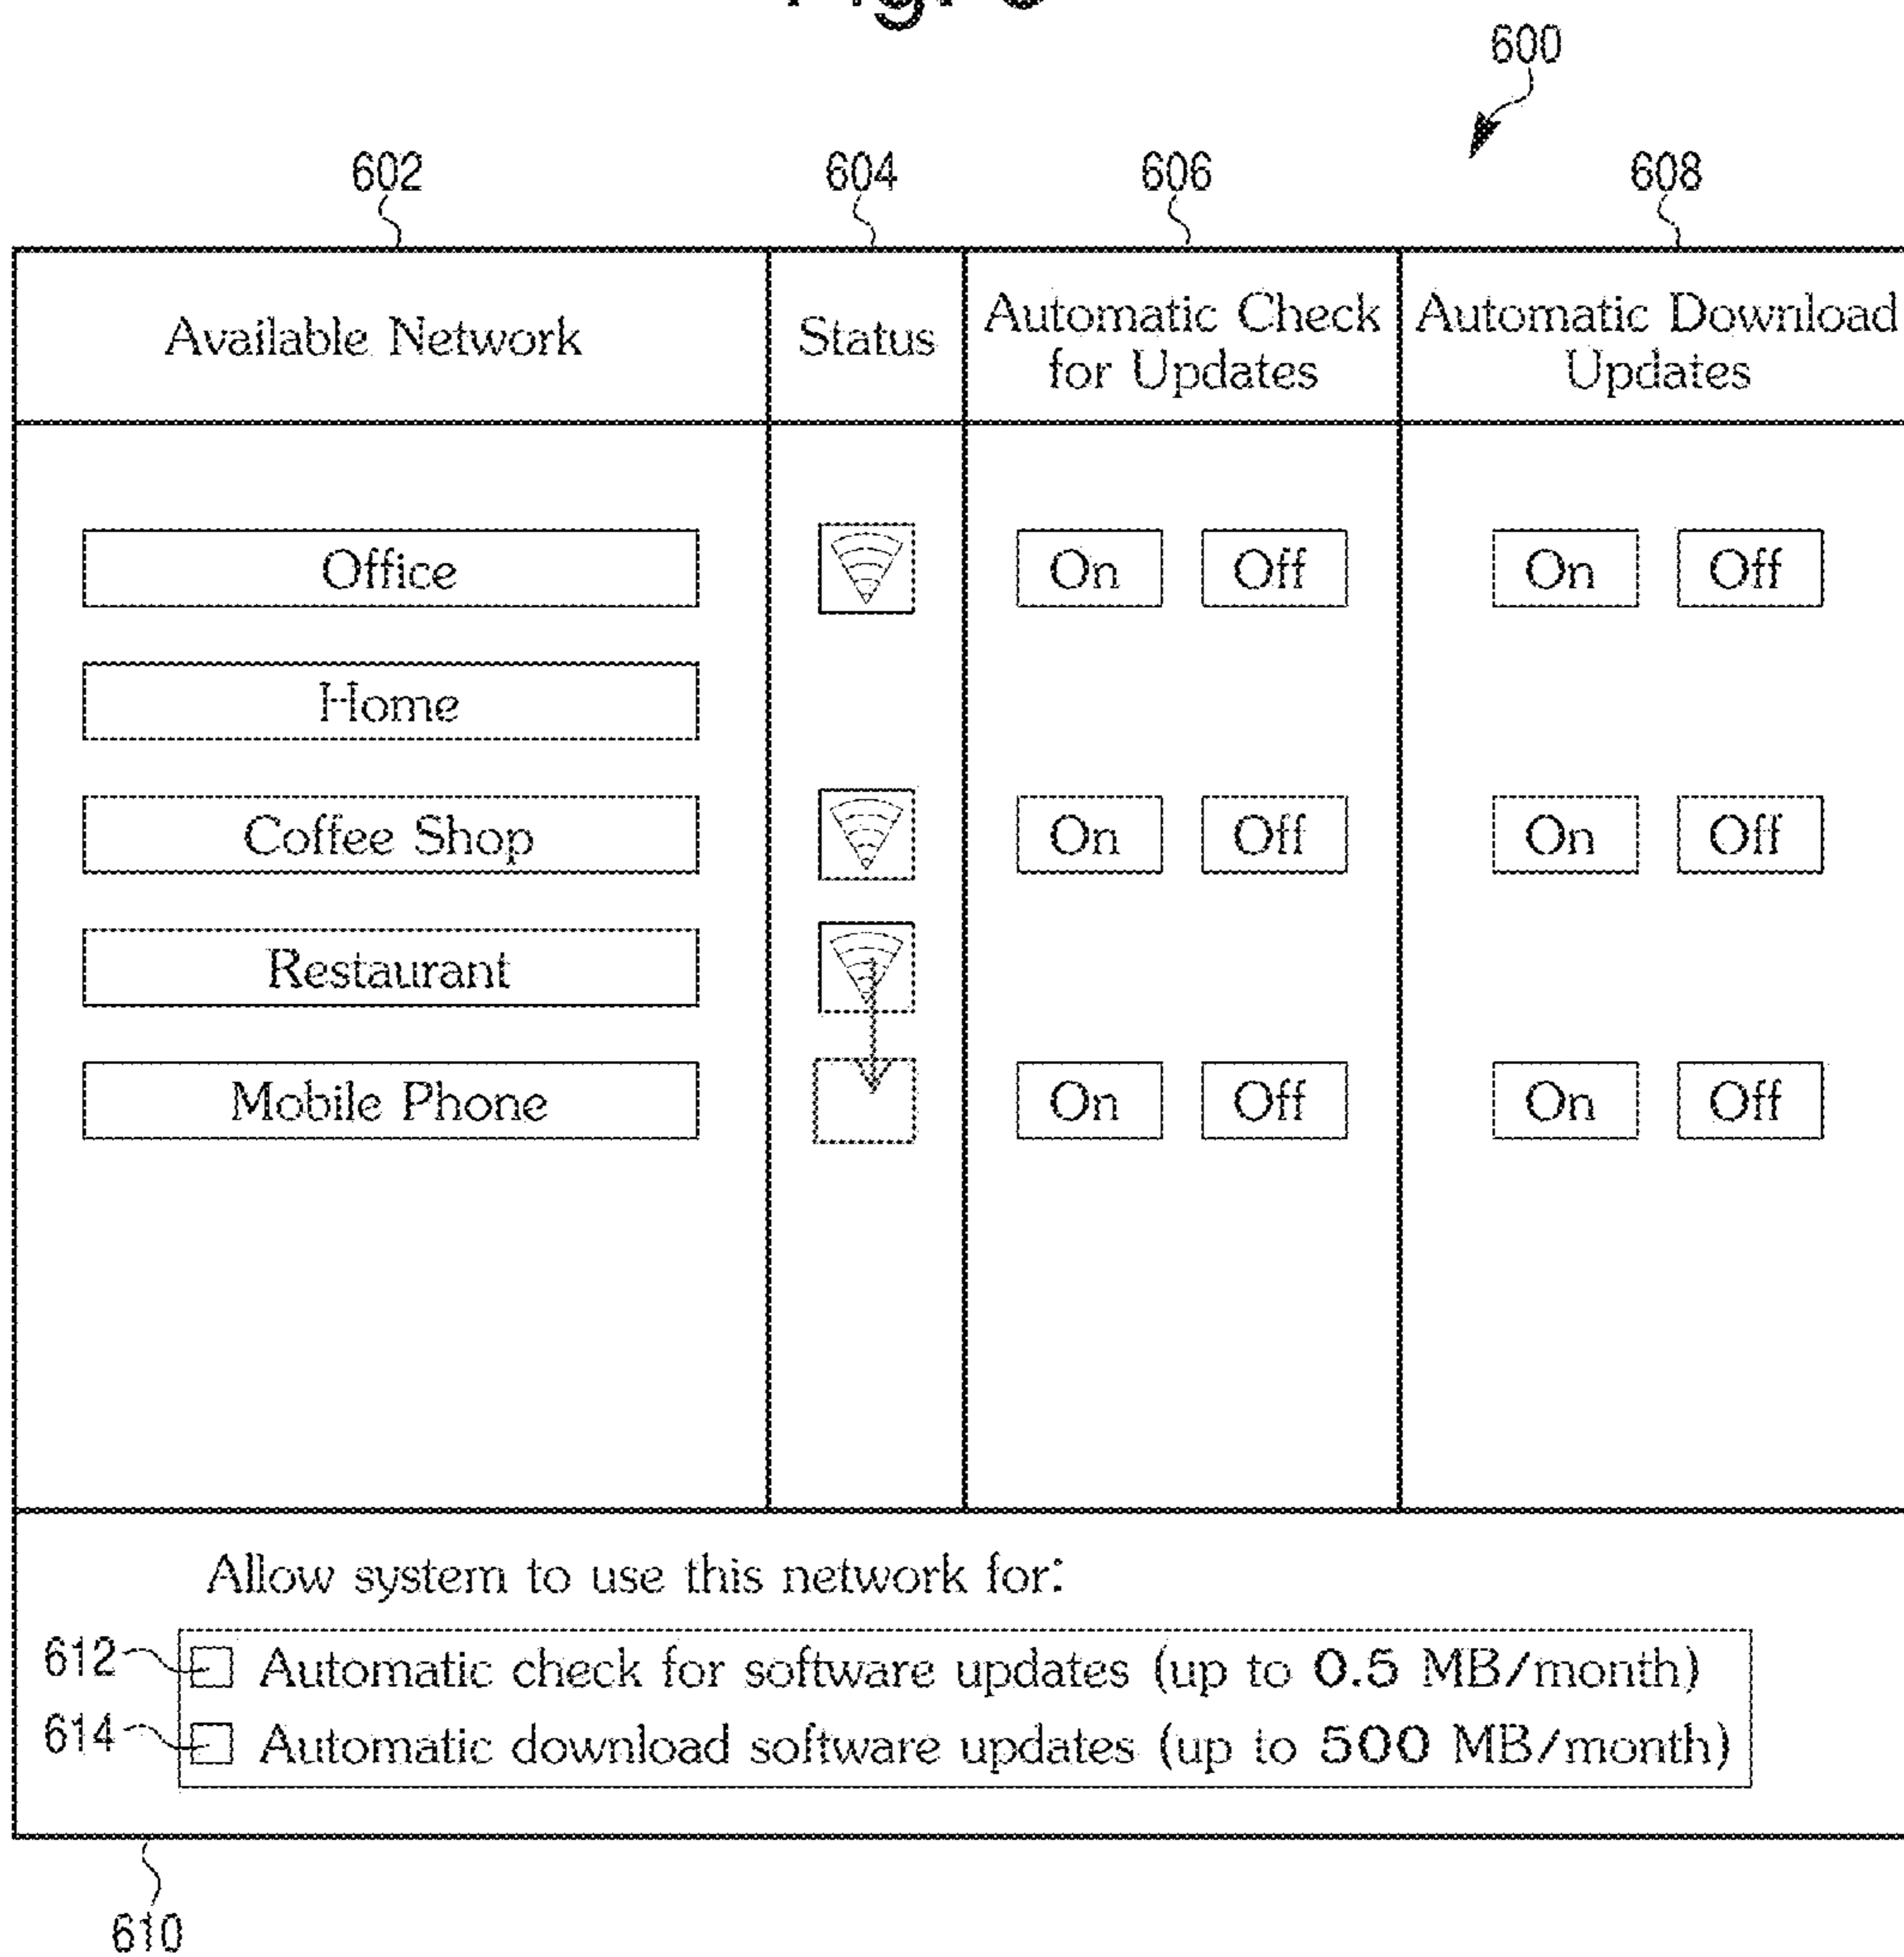 600
602 604 606 608
Available Network Status Automatic Check for Updates Automatic Download Updates
Office On Off On Off
Home
Coffee Shop On Off On Off
Restaurant
Mobile Phone On Off On Off
Allow system to use this network for:
612 Automatic check for software updates (up to 0.5 MB/month)
614 Automatic download software updates (up to 500 MB/month)
610